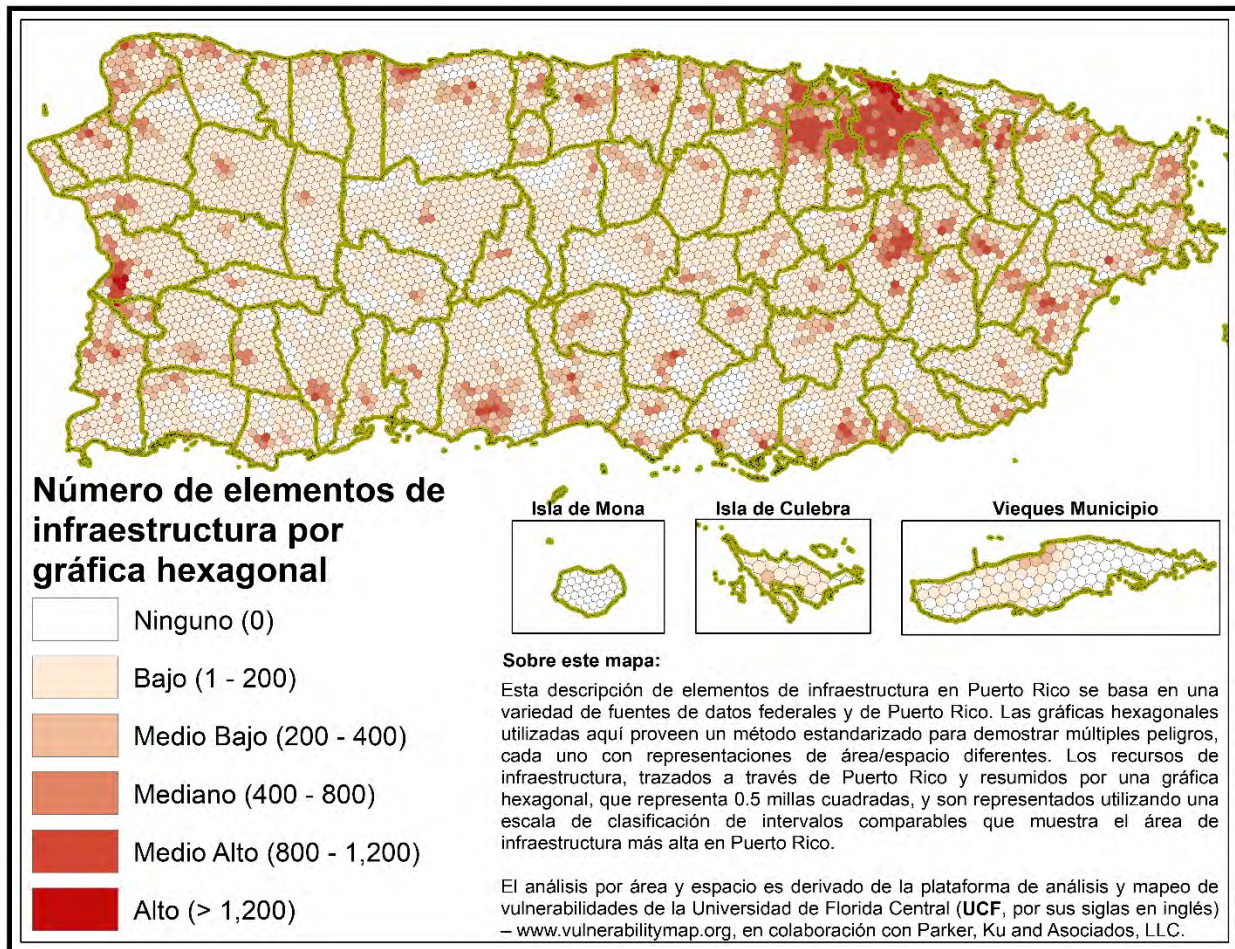 Número de elementos de
infraestructura por
gráfica hexagonal
Ninguno (0)
Bajo (1 - 200)
Medio Bajo (200 - 400)
Mediano (400 - 800)
Medio Alto (800 - 1,200)
Alto (> 1,200)
Isla de Mona
Isla de Culebra
Vieques Municipio
Sobre este mapa:
Esta descripción de elementos de infraestructura en Puerto Rico se basa en una
variedad de fuentes de datos federales y de Puerto Rico. Las gráficas hexagonales
utilizadas aquí proveen un método estandarizado para demostrar múltiples peligros,
cada uno con representaciones de área/espacio diferentes. Los recursos de
infraestructura, trazados a través de Puerto Rico y resumidos por una gráfica
hexagonal, que representa 0.5 millas cuadradas, y son representados utilizando una
escala de clasificación de intervalos comparables que muestra el área de
infraestructura más alta en Puerto Rico.
El análisis por área y espacio es derivado de la plataforma de análisis y mapeo de
vulnerabilidades de la Universidad de Florida Central (UCF, por sus siglas en inglés)
– www.vulnerabilitymap.org, en colaboración con Parker, Ku and Asociados, LLC.